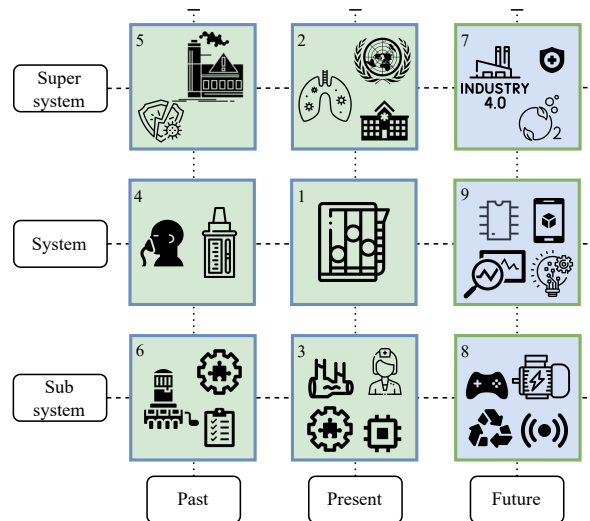 5
2
7
INDUSTRY
4.0
2
Super
system
4
1
9
System
6
3
8
Sub
system
Past
Present
Future